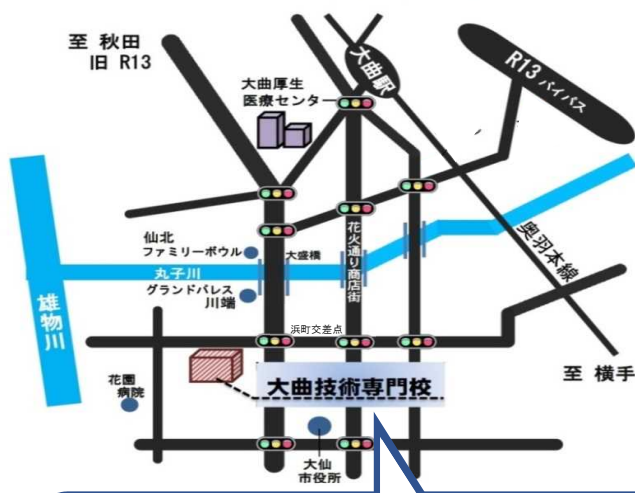 至 秋田
旧 R13
大曲厚生
医療センター
大曲駅
R13 バイパス
仙北
ファミリーボウル
大盛橋
花火通り商店街
奥羽本線
丸子川
グランドパレス
川端
雄物川
浜町交差点
至 横手
花園
病院
大曲技術専門校
大仙
市役所